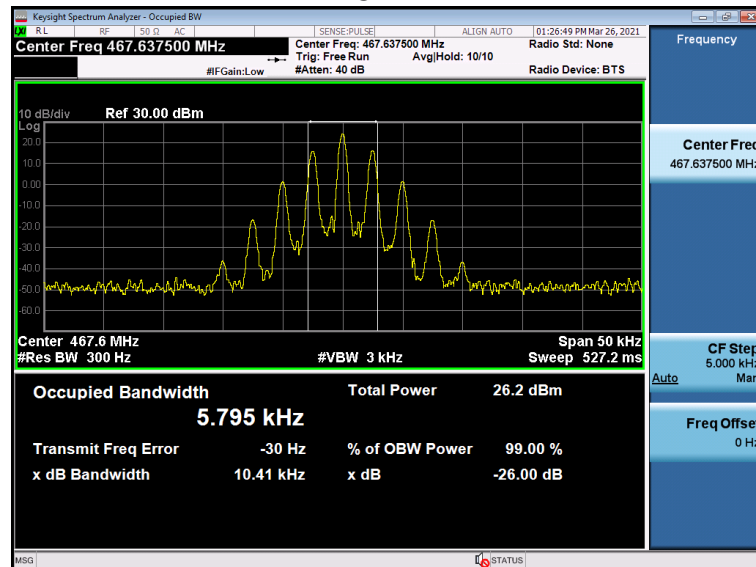 Keysight Spectrum Analyzer - Occupied BW
LXI RL RF 50 Ω AC SENSE:PULSE ALIGN AUTO 01:26:49 PM Mar 26, 2021
Center Freq 467.637500 MHz Center Freq: 467.637500 MHz Radio Std: None
Trig: Free Run Avg|Hold: 10/10
#IFGain:Low #Atten: 40 dB Radio Device: BTS
10 dB/div Ref 30.00 dBm
Log
20.0
10.0
0.00
-10.0
-20.0
-30.0
-40.0
-50.0
-60.0
Center 467.6 MHz Span 50 kHz
#Res BW 300 Hz #VBW 3 kHz Sweep 527.2 ms
Occupied Bandwidth Total Power 26.2 dBm
5.795 kHz
Transmit Freq Error -30 Hz % of OBW Power 99.00 %
x dB Bandwidth 10.41 kHz x dB -26.00 dB
Frequency
Center Freq
467.637500 MHz
CF Step
5.000 kHz
Auto Man
Freq Offset
0 Hz
MSG STATUS